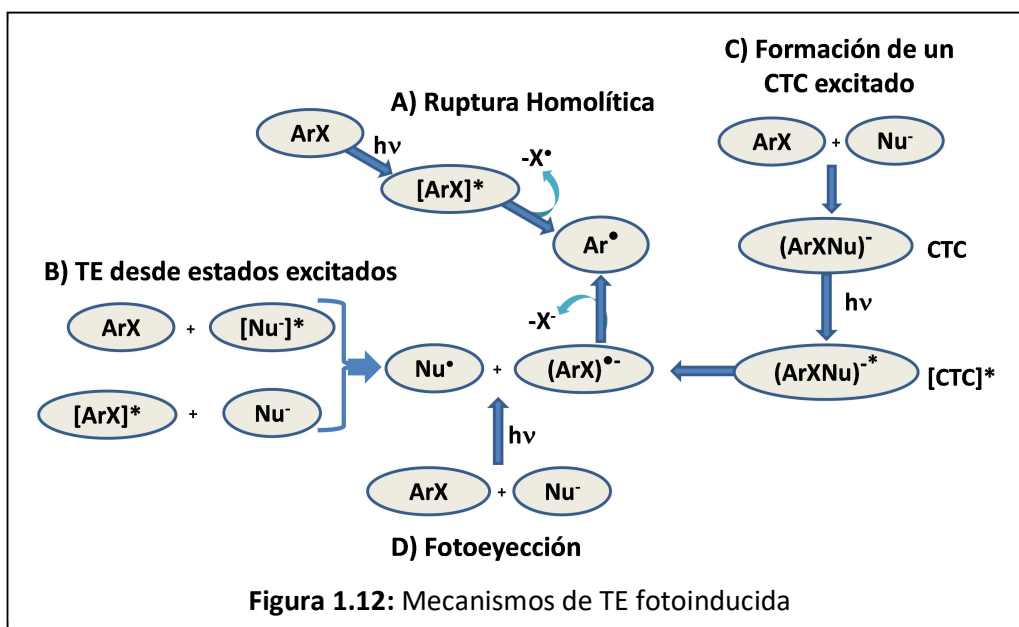 C) Formación de un
CTC excitado
A) Ruptura Homolítica
ArX
hν
[ArX]*
-X•
Ar•
ArX + Nu-
(ArXNu)- CTC
hν
(ArXNu)-* [CTC]*
B) TE desde estados excitados
ArX + [Nu-]*
[ArX]* + Nu-
-X-
Nu• + (ArX)•-
hν
ArX + Nu-
D) Fotoeyección
Figura 1.12: Mecanismos de TE fotoinducida